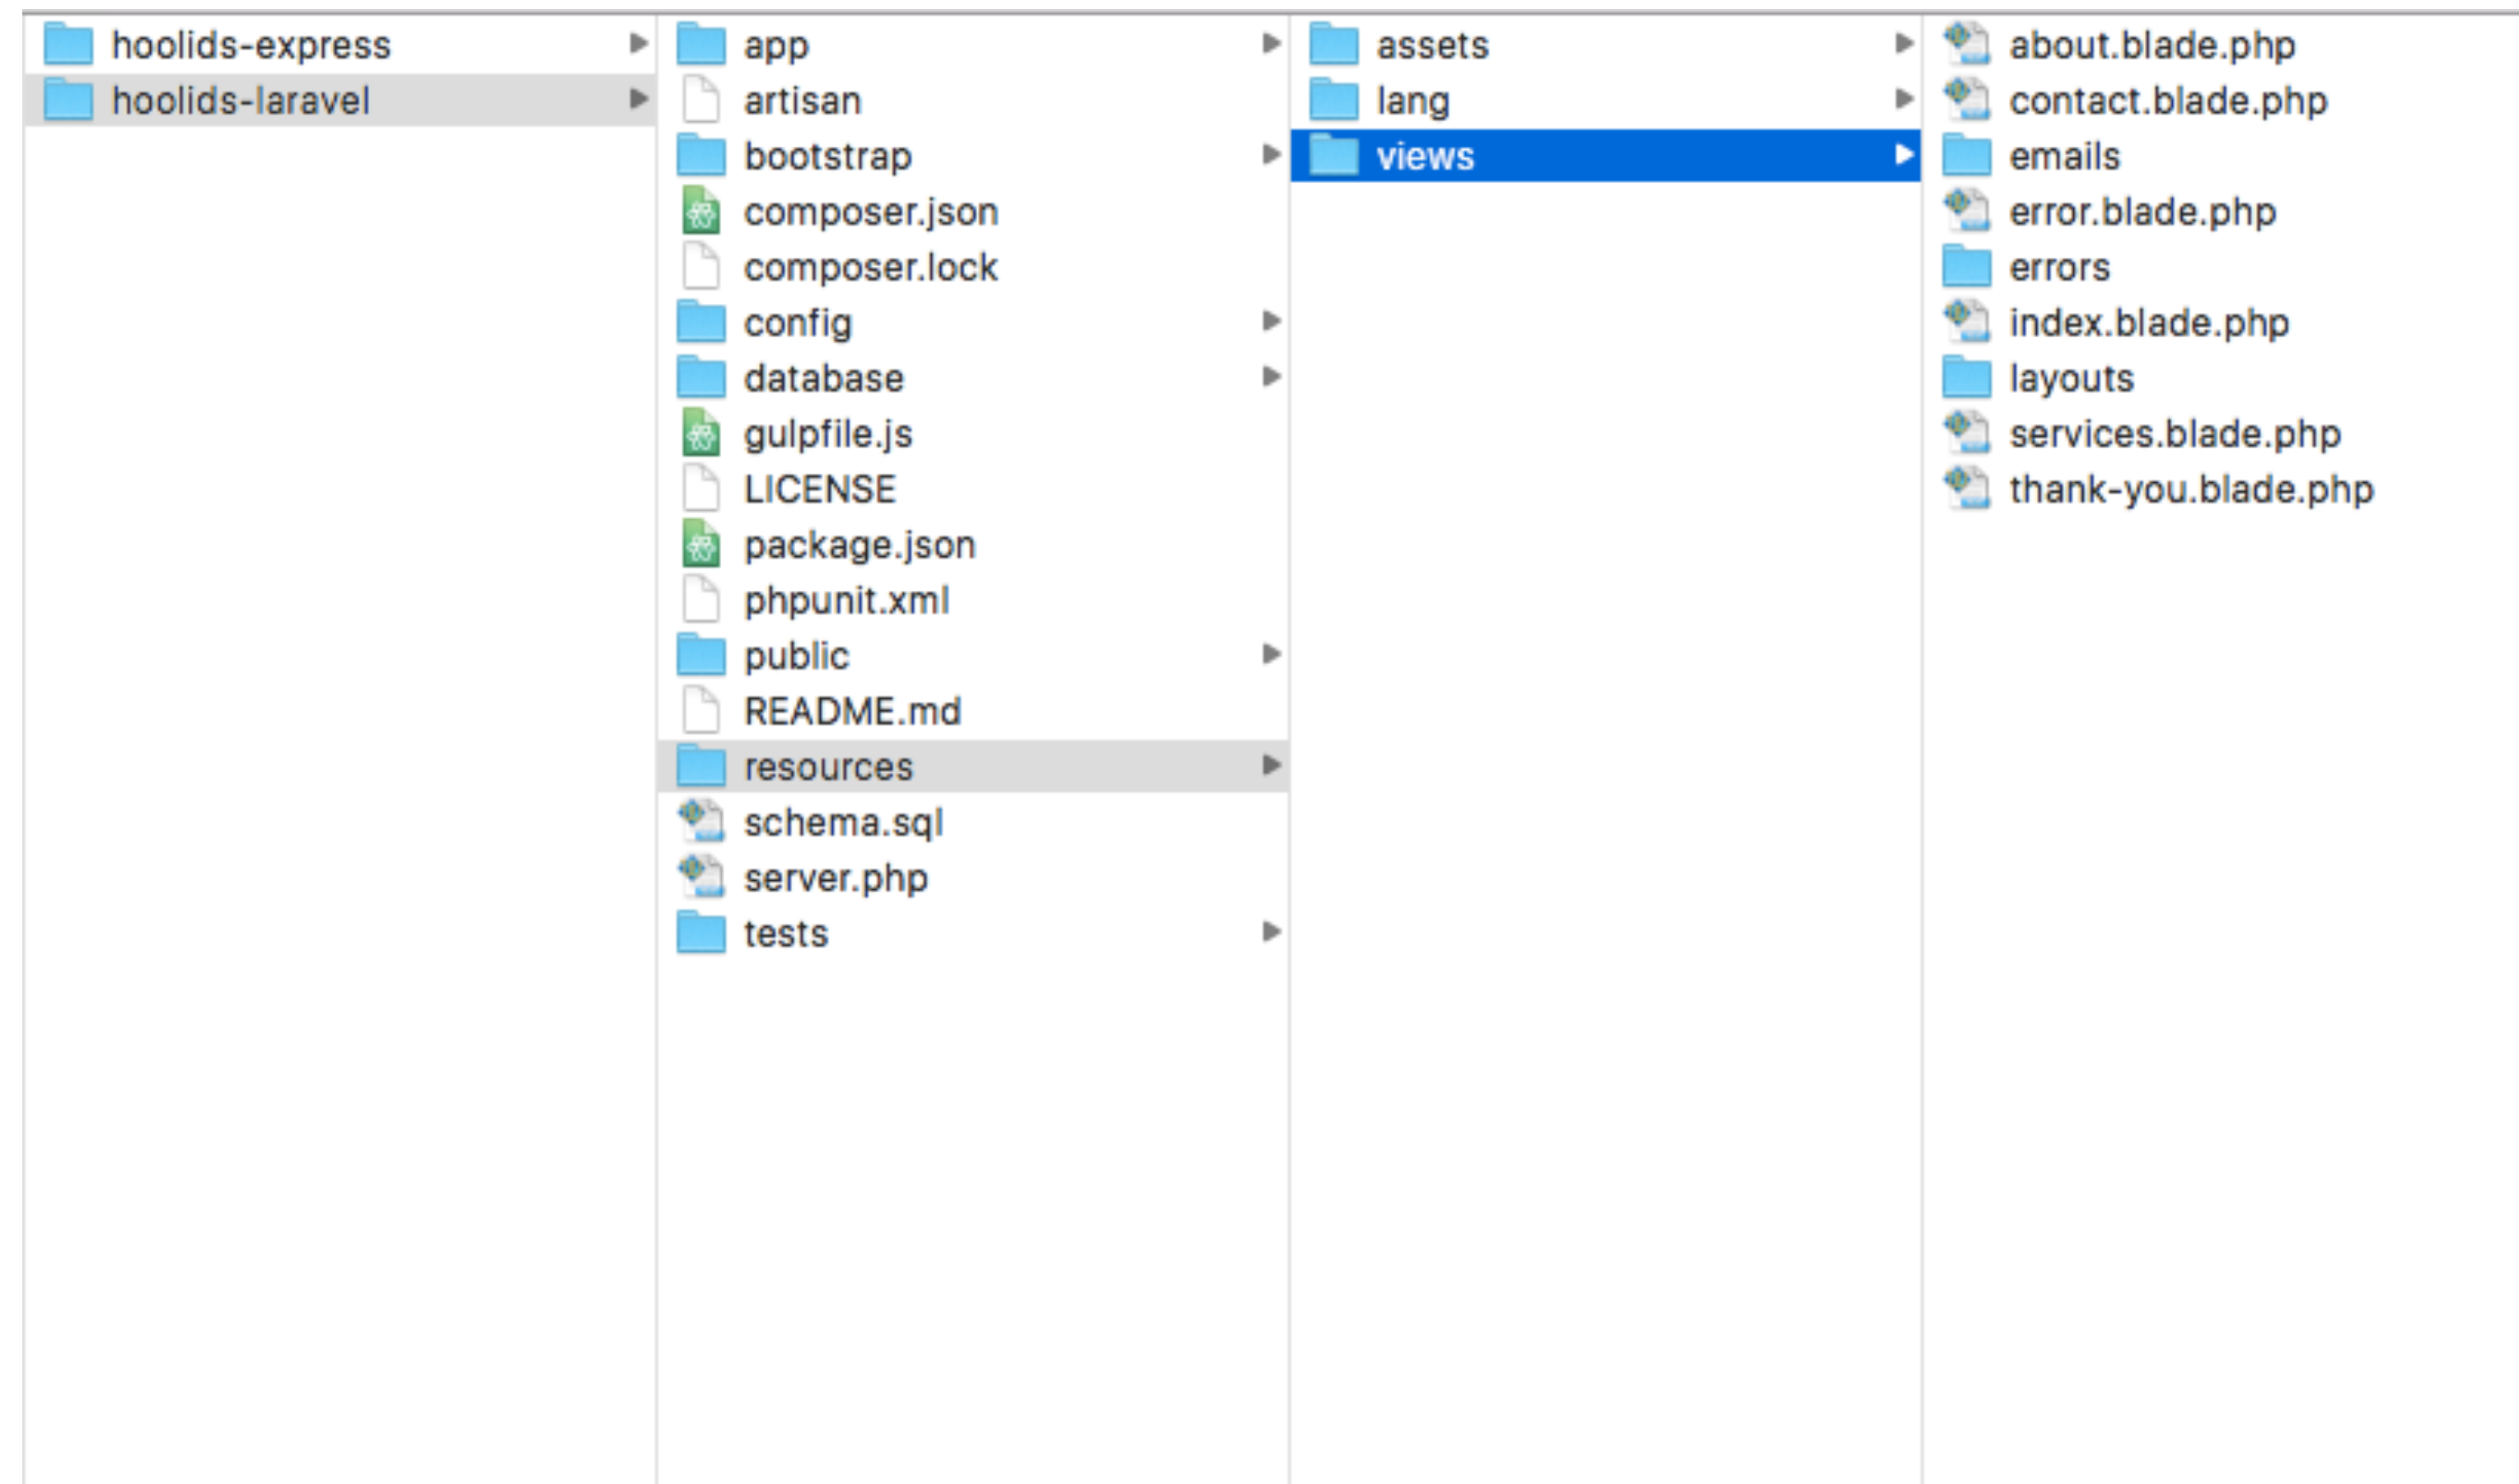 hoolids-express
hoolids-laravel
app
artisan
bootstrap
composer.json
composer.lock
config
database
gulpfile.js
LICENSE
package.json
phpunit.xml
public
README.md
resources
schema.sql
server.php
tests
assets
lang
views
about.blade.php
contact.blade.php
emails
error.blade.php
errors
index.blade.php
layouts
services.blade.php
thank-you.blade.php